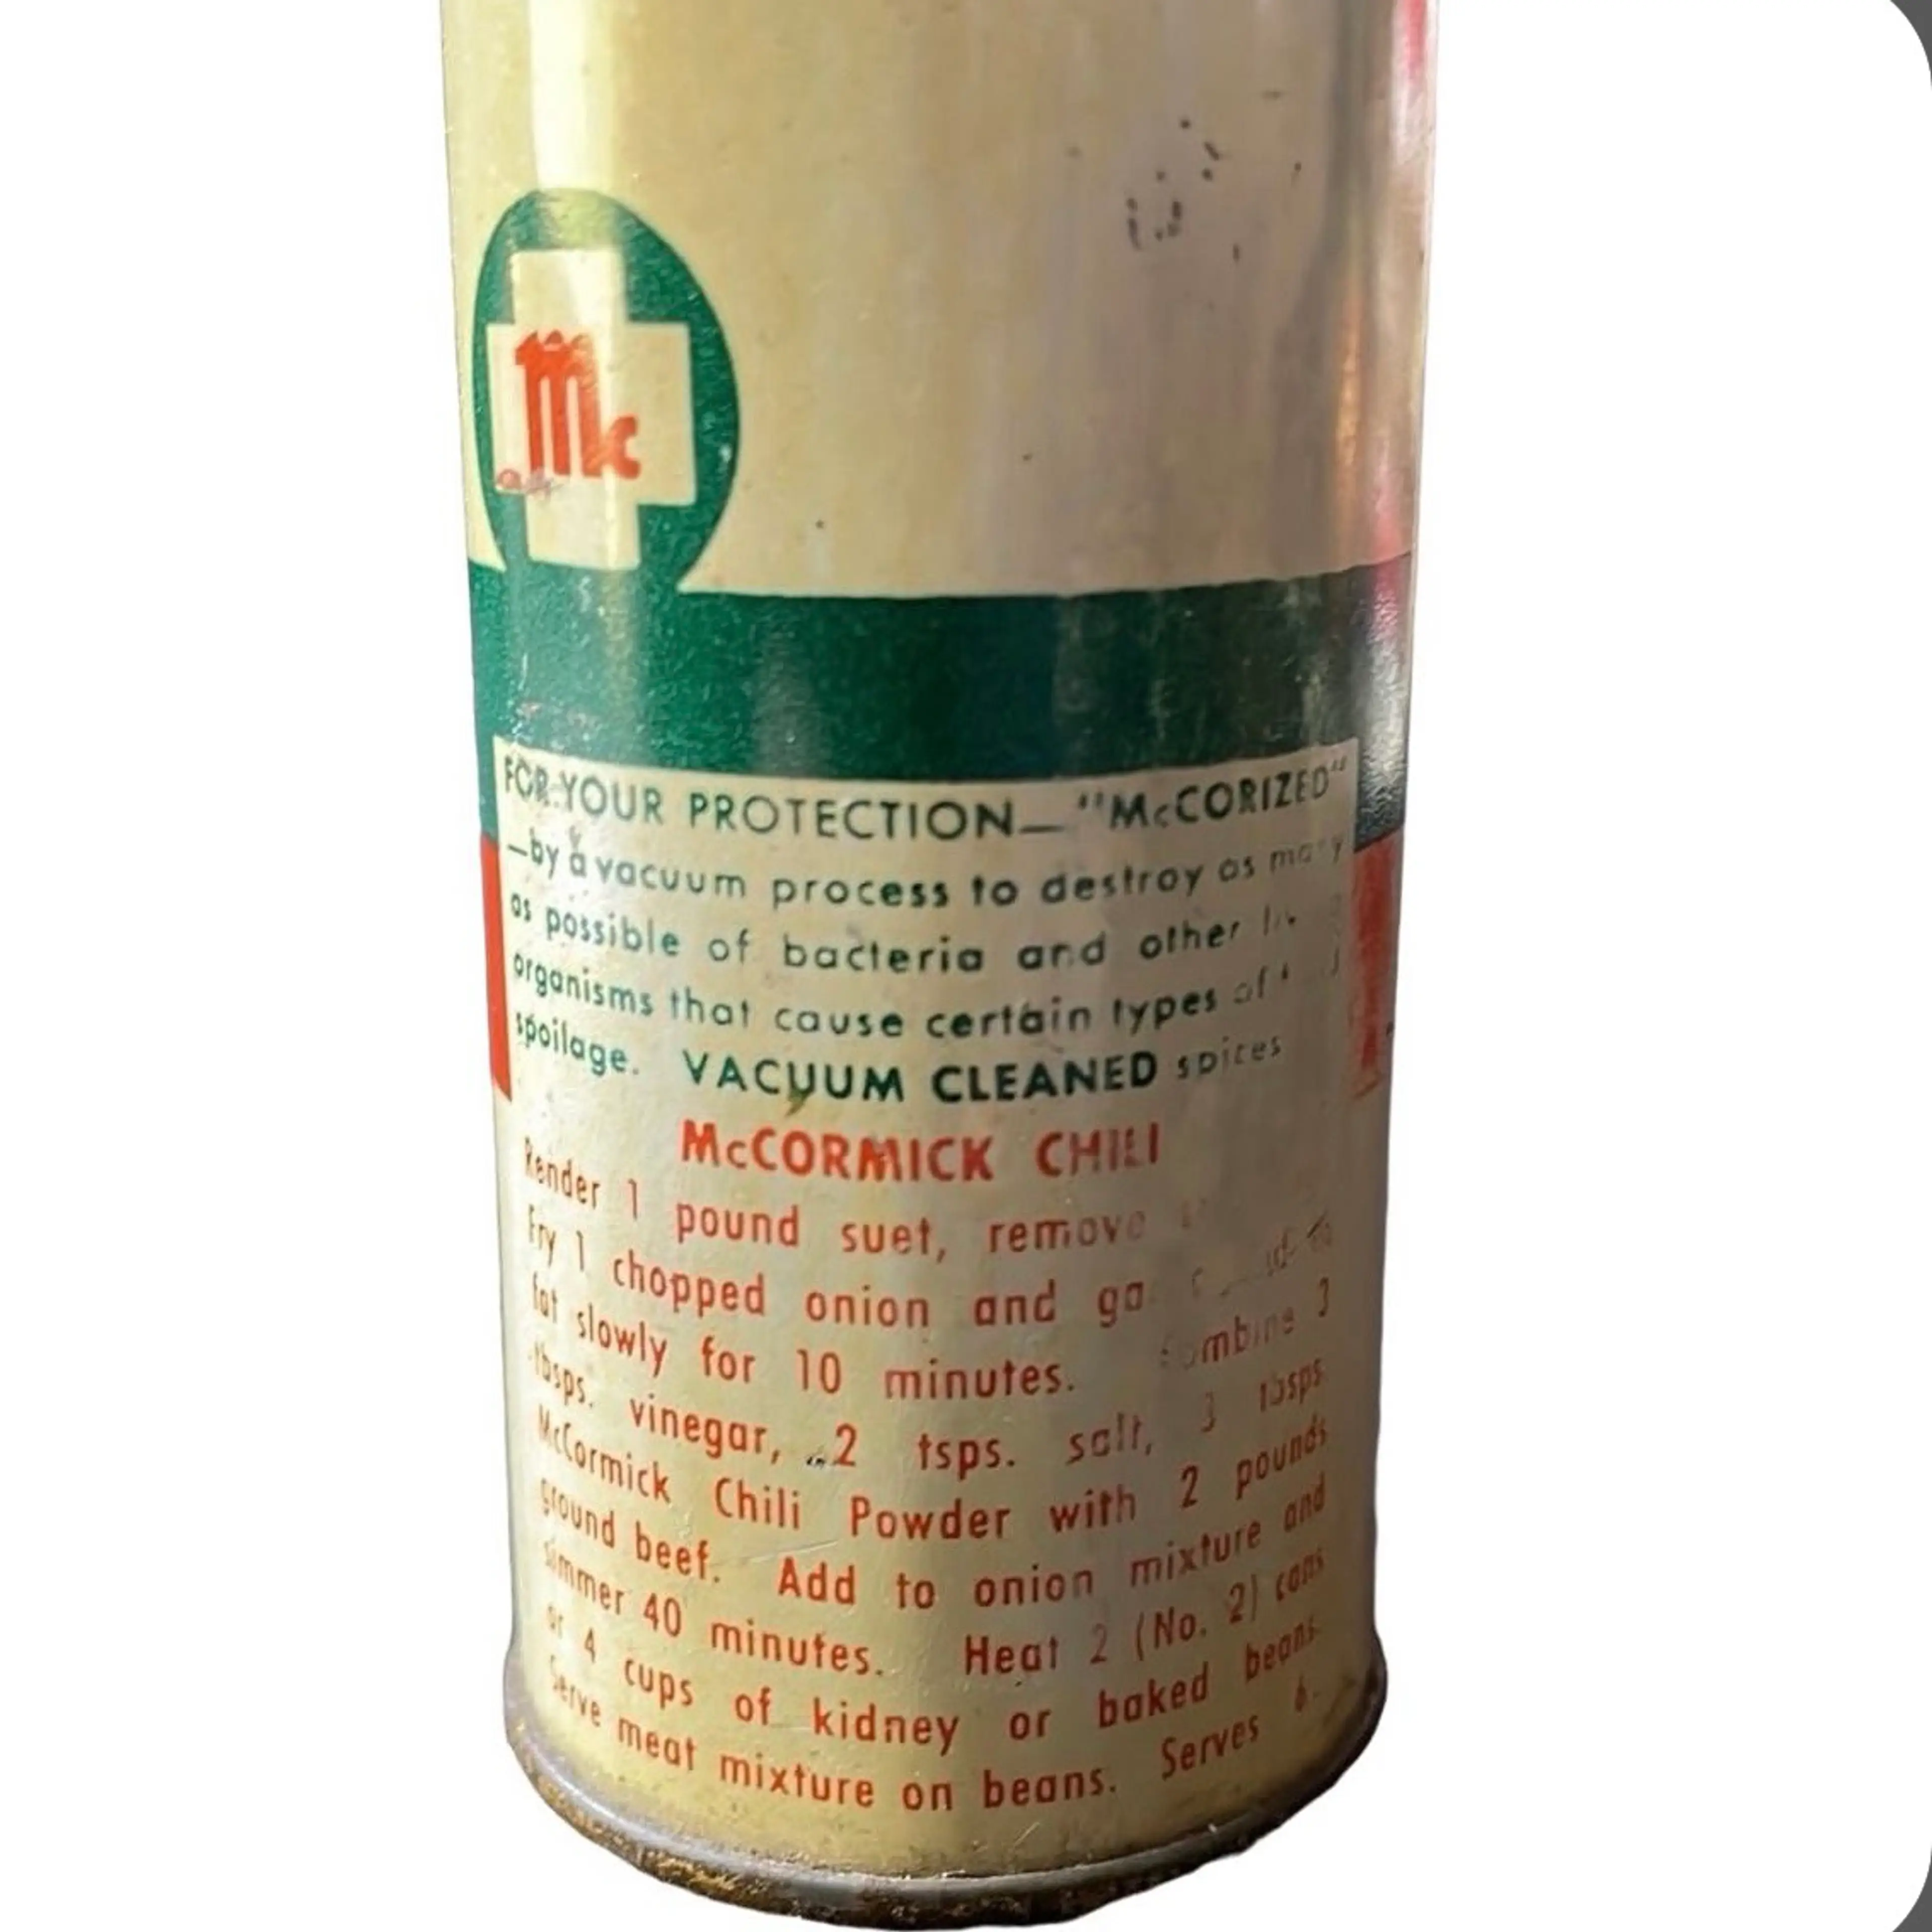 Mc
FOR YOUR PROTECTION—"McCORIZED"
—by a vacuum process to destroy as many
as possible of bacteria and other
organisms that cause certain types of
spoilage. VACUUM CLEANED spices
McCORMICK CHILI
Render 1 pound suet, remove
Fry 1 chopped onion and
fat slowly for 10 minutes. Combine 3
tbsps. vinegar, 2 tsps. salt, 3 tbsps.
McCormick Chili Powder with 2 pounds
ground beef. Add to onion mixture and
simmer 40 minutes. Heat 2 (No. 2) cans
or 4 cups of kidney or baked beans.
Serve meat mixture on beans. Serves 6.